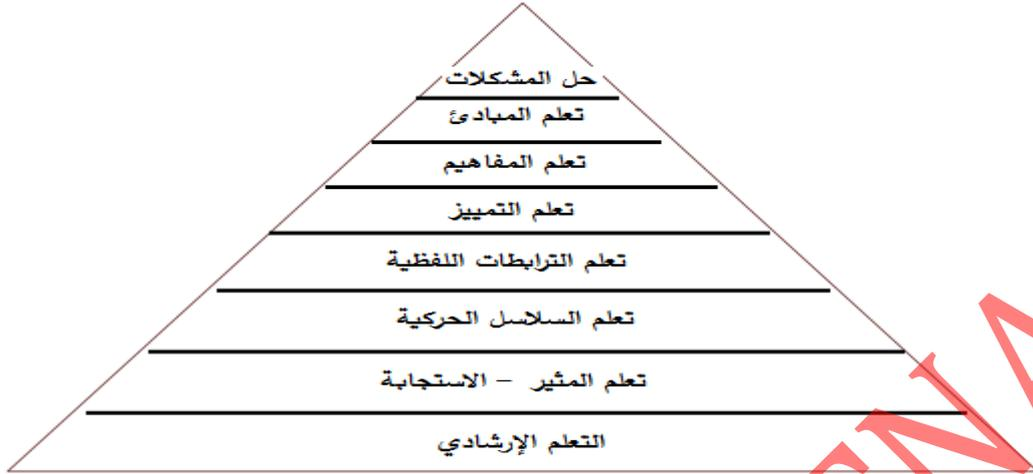 حل المشكلات
تعلم المبادئ
تعلم المفاهيم
تعلم التمييز
تعلم الترابطات اللفظية
تعلم السلاسل الحركية
تعلم المثير – الاستجابة
التعلم الإرشادي